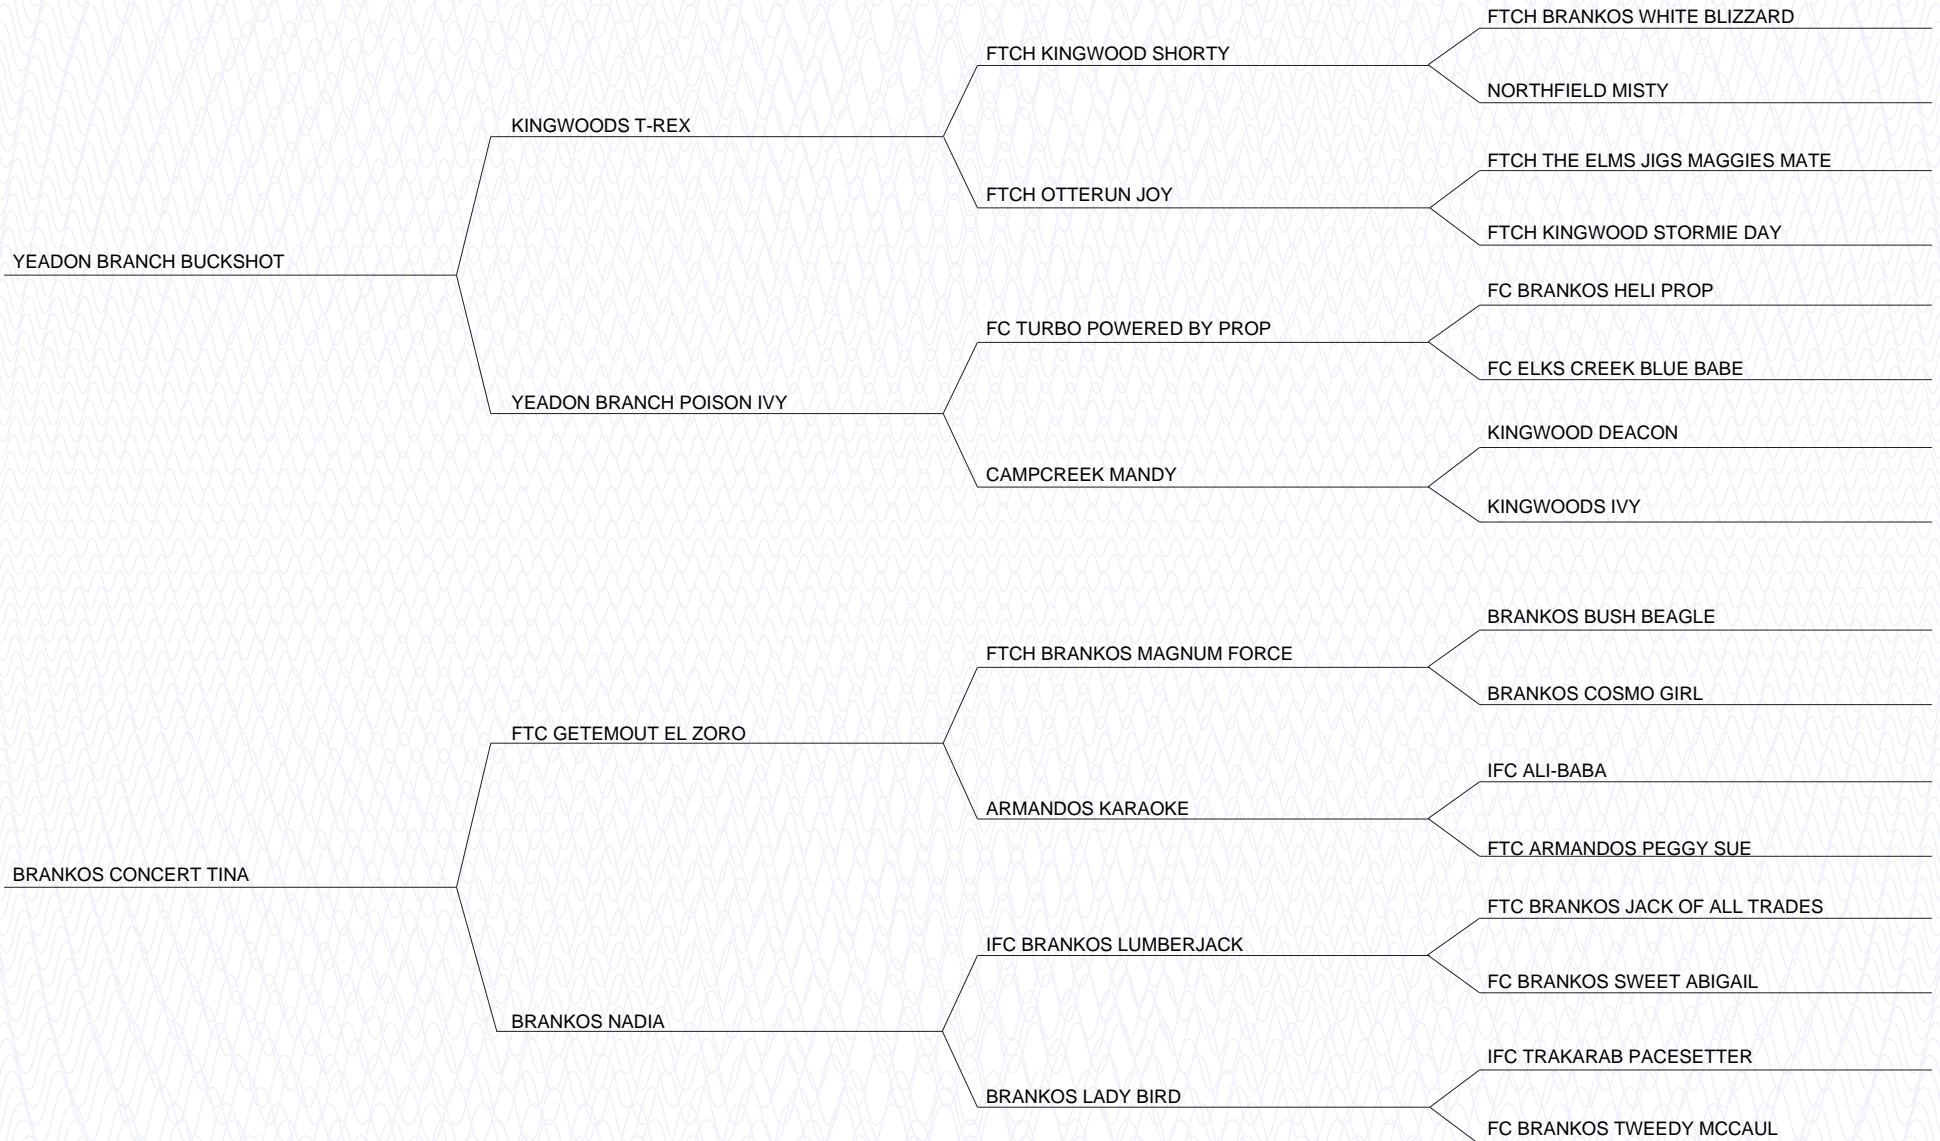 FTCH BRANKOS WHITE BLIZZARD
FTCH KINGWOOD SHORTY
NORTHFIELD MISTY
KINGWOODS T-REX
FTCH THE ELMS JIGS MAGGIES MATE
FTCH OTTERUN JOY
FTCH KINGWOOD STORMIE DAY
YEADON BRANCH BUCKSHOT
FC BRANKOS HELI PROP
FC TURBO POWERED BY PROP
FC ELKS CREEK BLUE BABE
YEADON BRANCH POISON IVY
KINGWOOD DEACON
CAMPCREEK MANDY
KINGWOODS IVY
BRANKOS BUSH BEAGLE
FTCH BRANKOS MAGNUM FORCE
BRANKOS COSMO GIRL
FTC GETEMOUT EL ZORO
IFC ALI-BABA
ARMANDOS KARAOKE
FTC ARMANDOS PEGGY SUE
BRANKOS CONCERT TINA
FTC BRANKOS JACK OF ALL TRADES
IFC BRANKOS LUMBERJACK
FC BRANKOS SWEET ABIGAIL
BRANKOS NADIA
IFC TRAKARAB PACESETTER
BRANKOS LADY BIRD
FC BRANKOS TWEEDY MCCAUL